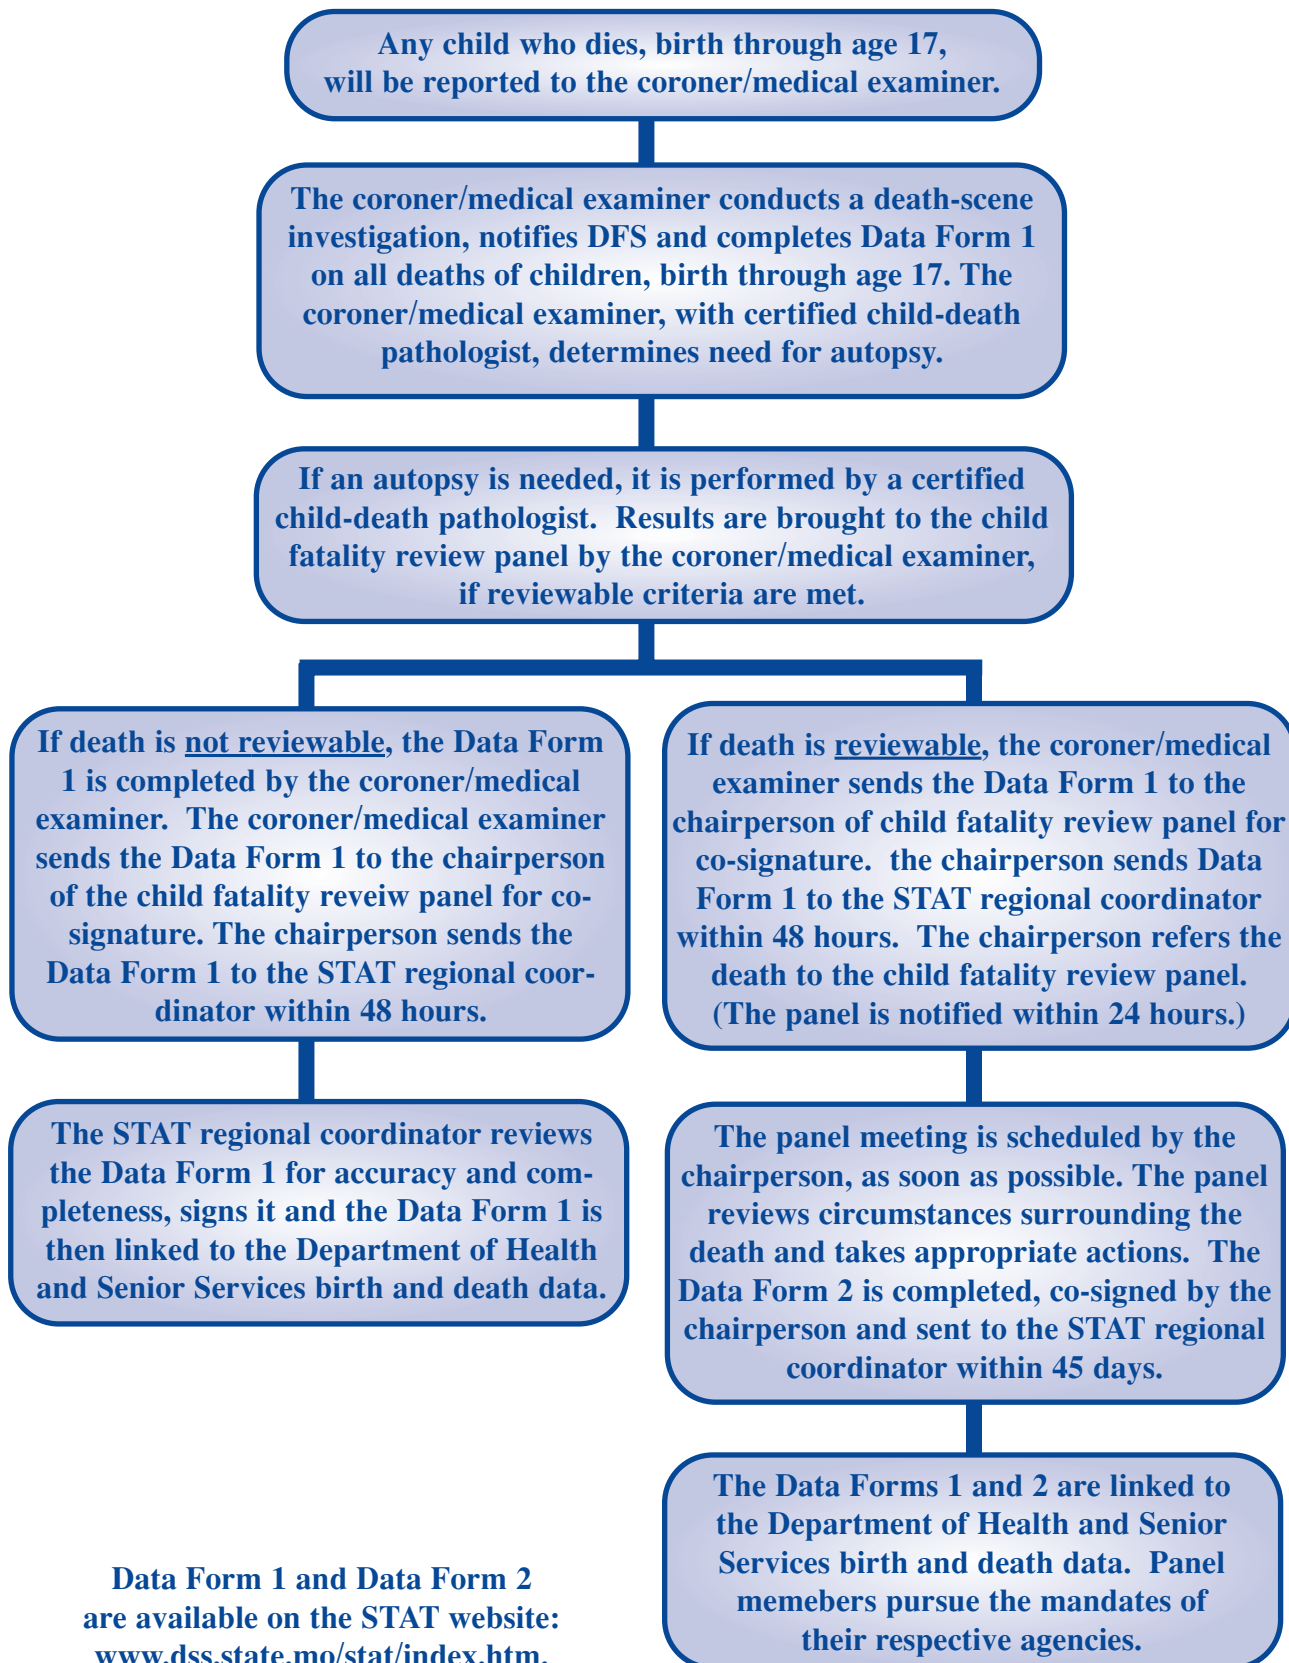 Any child who dies, birth through age 17,
will be reported to the coroner/medical examiner.
The coroner/medical examiner conducts a death-scene
investigation, notifies DFS and completes Data Form 1
on all deaths of children, birth through age 17. The
coroner/medical examiner, with certified child-death
pathologist, determines need for autopsy.
If an autopsy is needed, it is performed by a certified
child-death pathologist.  Results are brought to the child
fatality review panel by the coroner/medical examiner,
if reviewable criteria are met.
If death is not reviewable, the Data Form
1 is completed by the coroner/medical
examiner.  The coroner/medical examiner
sends the Data Form 1 to the chairperson
of the child fatality reveiw panel for co-
signature. The chairperson sends the
Data Form 1 to the STAT regional coor-
dinator within 48 hours.
The STAT regional coordinator reviews
the Data Form 1 for accuracy and com-
pleteness, signs it and the Data Form 1 is
then linked to the Department of Health
and Senior Services birth and death data.
If death is reviewable, the coroner/medical
examiner sends the Data Form 1 to the
chairperson of child fatality review panel for
co-signature.  the chairperson sends Data
Form 1 to the STAT regional coordinator
within 48 hours.  The chairperson refers the
death to the child fatality review panel.
(The panel is notified within 24 hours.)
The panel meeting is scheduled by the
chairperson, as soon as possible. The panel
reviews circumstances surrounding the
death and takes appropriate actions.  The
Data Form 2 is completed, co-signed by the
chairperson and sent to the STAT regional
coordinator within 45 days.
The Data Forms 1 and 2 are linked to
the Department of Health and Senior
Services birth and death data.  Panel
memebers pursue the mandates of
their respective agencies.
Data Form 1 and Data Form 2
are available on the STAT website:
www.dss.state.mo/stat/index.htm.